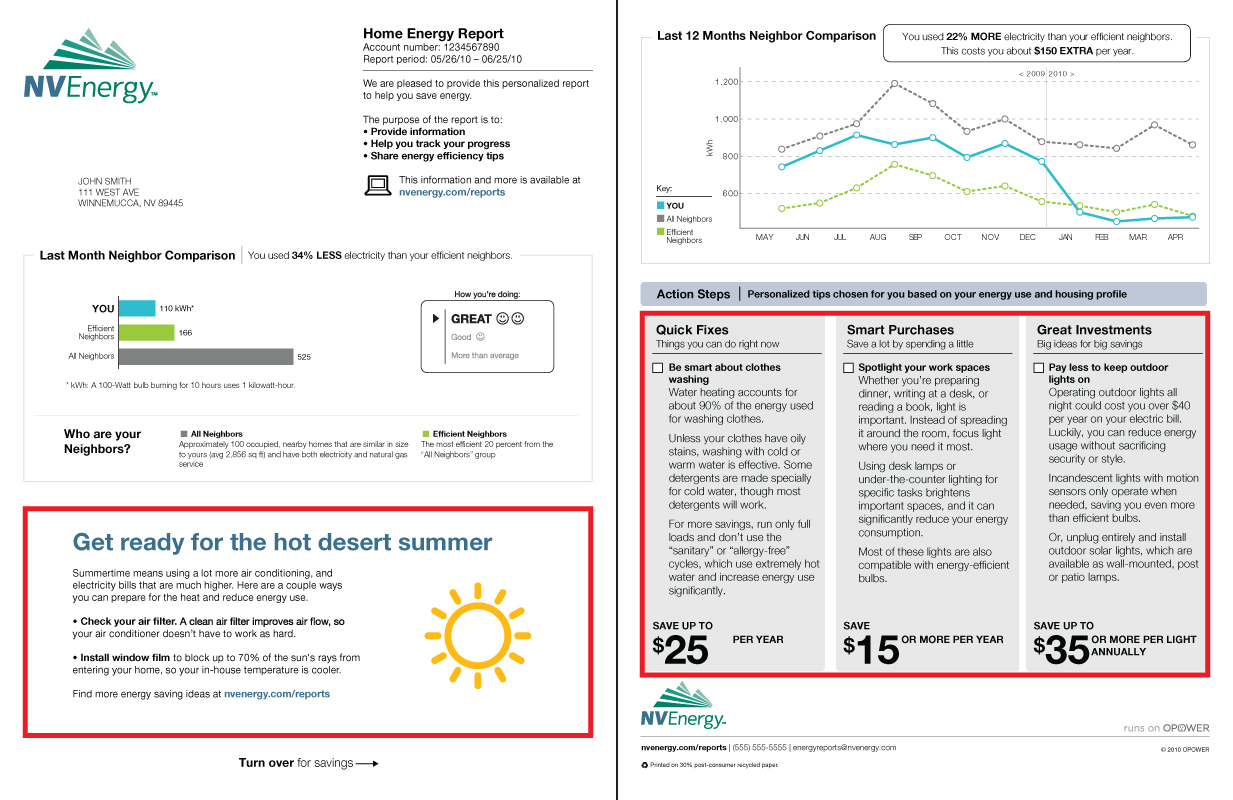 NVEnergy™
Home Energy Report
Account number: 1234567890
Report period: 05/26/10 – 06/25/10
We are pleased to provide this personalized report
to help you save energy.
The purpose of the report is to:
• Provide information
• Help you track your progress
• Share energy efficiency tips
This information and more is available at
nvenergy.com/reports
JOHN SMITH
111 WEST AVE
WINNEMUCCA, NV 89445
Last Month Neighbor Comparison | You used 34% LESS electricity than your efficient neighbors.
YOU 110 kWh*
Efficient
Neighbors 166
All Neighbors 525
* kWh: A 100-Watt bulb burning for 10 hours uses 1 kilowatt-hour.
How you're doing:
GREAT
Good
More than average
Who are your
Neighbors?
All Neighbors
Approximately 100 occupied, nearby homes that are similar in size
to yours (avg 2,856 sq ft) and have both electricity and natural gas
service
Efficient Neighbors
The most efficient 20 percent from the
“All Neighbors” group
Get ready for the hot desert summer
Summertime means using a lot more air conditioning, and
electricity bills that are much higher. Here are a couple ways
you can prepare for the heat and reduce energy use.
• Check your air filter. A clean air filter improves air flow, so
your air conditioner doesn’t have to work as hard.
• Install window film to block up to 70% of the sun's rays from
entering your home, so your in-house temperature is cooler.
Find more energy saving ideas at nvenergy.com/reports
Turn over for savings
Last 12 Months Neighbor Comparison
You used 22% MORE electricity than your efficient neighbors.
This costs you about $150 EXTRA per year.
< 2009 2010 >
1,200
1,000
800
600
kWh
Key:
YOU
All Neighbors
Efficient
Neighbors
MAY JUN JUL AUG SEP OCT NOV DEC JAN FEB MAR APR
Action Steps | Personalized tips chosen for you based on your energy use and housing profile
Quick Fixes
Things you can do right now
Be smart about clothes
washing
Water heating accounts for
about 90% of the energy used
for washing clothes.
Unless your clothes have oily
stains, washing with cold or
warm water is effective. Some
detergents are made specially
for cold water, though most
detergents will work.
For more savings, run only full
loads and don’t use the
“sanitary” or “allergy-free”
cycles, which use extremely hot
water and increase energy use
significantly.
SAVE UP TO
$25 PER YEAR
Smart Purchases
Save a lot by spending a little
Spotlight your work spaces
Whether you’re preparing
dinner, writing at a desk, or
reading a book, light is
important. Instead of spreading
it around the room, focus light
where you need it most.
Using desk lamps or
under-the-counter lighting for
specific tasks brightens
important spaces, and it can
significantly reduce your energy
consumption.
Most of these lights are also
compatible with energy-efficient
bulbs.
SAVE
$15 OR MORE PER YEAR
Great Investments
Big ideas for big savings
Pay less to keep outdoor
lights on
Operating outdoor lights all
night could cost you over $40
per year on your electric bill.
Luckily, you can reduce energy
usage without sacrificing
security or style.
Incandescent lights with motion
sensors only operate when
needed, saving you even more
than efficient bulbs.
Or, unplug entirely and install
outdoor solar lights, which are
available as wall-mounted, post
or patio lamps.
SAVE UP TO
$35 OR MORE PER LIGHT
ANNUALLY
NVEnergy™
runs on OPOWER
nvenergy.com/reports | (555) 555-5555 | energyreports@nvenergy.com
© 2010 OPOWER
Printed on 30% post-consumer recycled paper.